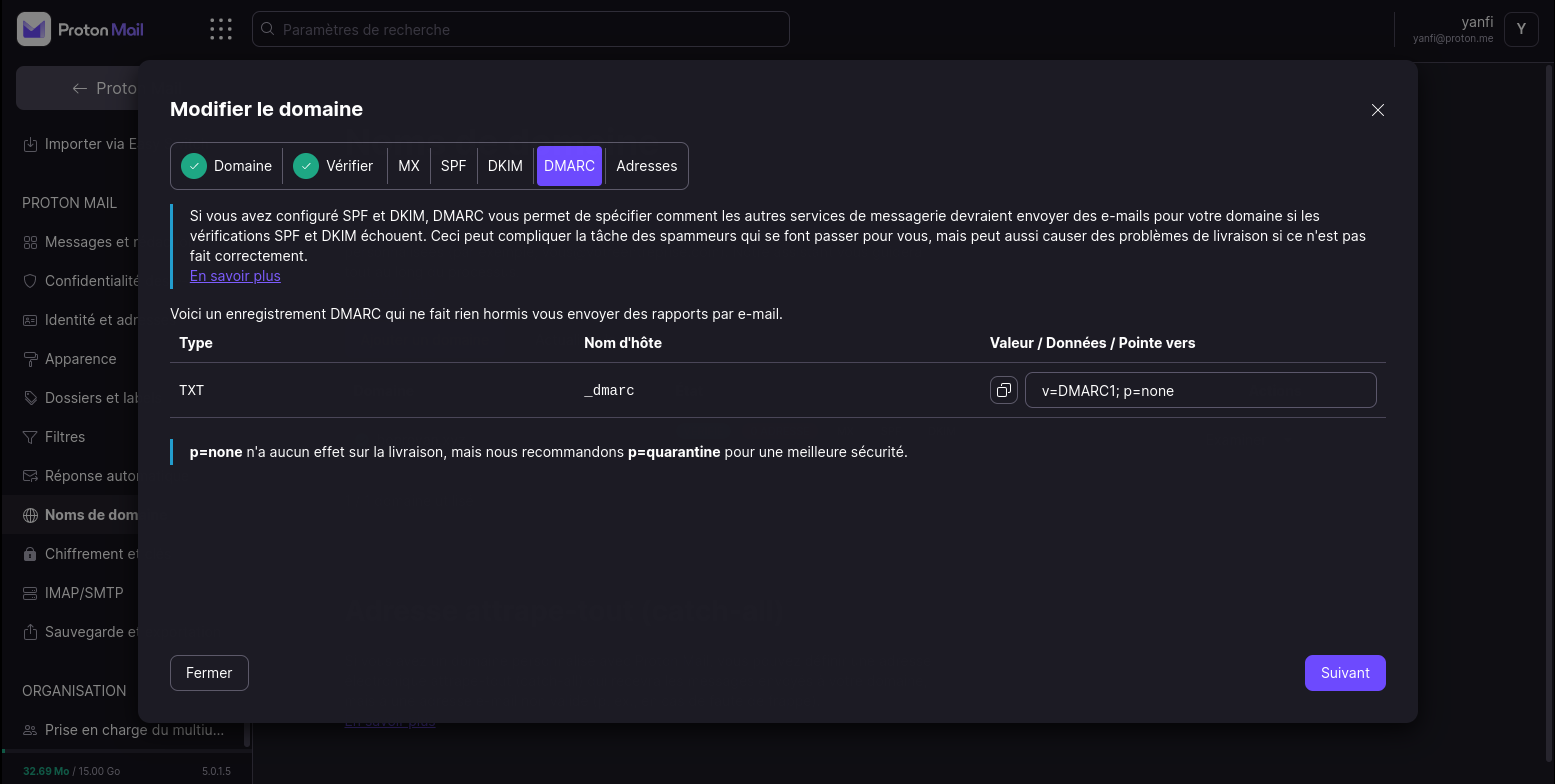 Proton Mail
Paramètres de recherche
yanfi
yanfi@proton.me
Y
Proto
Importer via E
PROTON MAIL
Messages et r
Confidentialité
Identité et adr
Apparence
Dossiers et lab
Filtres
Réponse autor
Noms de dom
Chiffrement et
IMAP/SMTP
Sauvegarde et
ORGANISATION
Prise en charge du multiu...
32.69 Mo / 15.00 Go
5.0.1.5
Modifier le domaine
Domaine
Vérifier
MX
SPF
DKIM
DMARC
Adresses
Si vous avez configuré SPF et DKIM, DMARC vous permet de spécifier comment les autres services de messagerie devraient envoyer des e-mails pour votre domaine si les
vérifications SPF et DKIM échouent. Ceci peut compliquer la tâche des spammeurs qui se font passer pour vous, mais peut aussi causer des problèmes de livraison si ce n'est pas
fait correctement.
En savoir plus
Voici un enregistrement DMARC qui ne fait rien hormis vous envoyer des rapports par e-mail.
Type
Nom d'hôte
Valeur / Données / Pointe vers
TXT
_dmarc
v=DMARC1; p=none
p=none n'a aucun effet sur la livraison, mais nous recommandons p=quarantine pour une meilleure sécurité.
Fermer
Suivant
En savoir plus